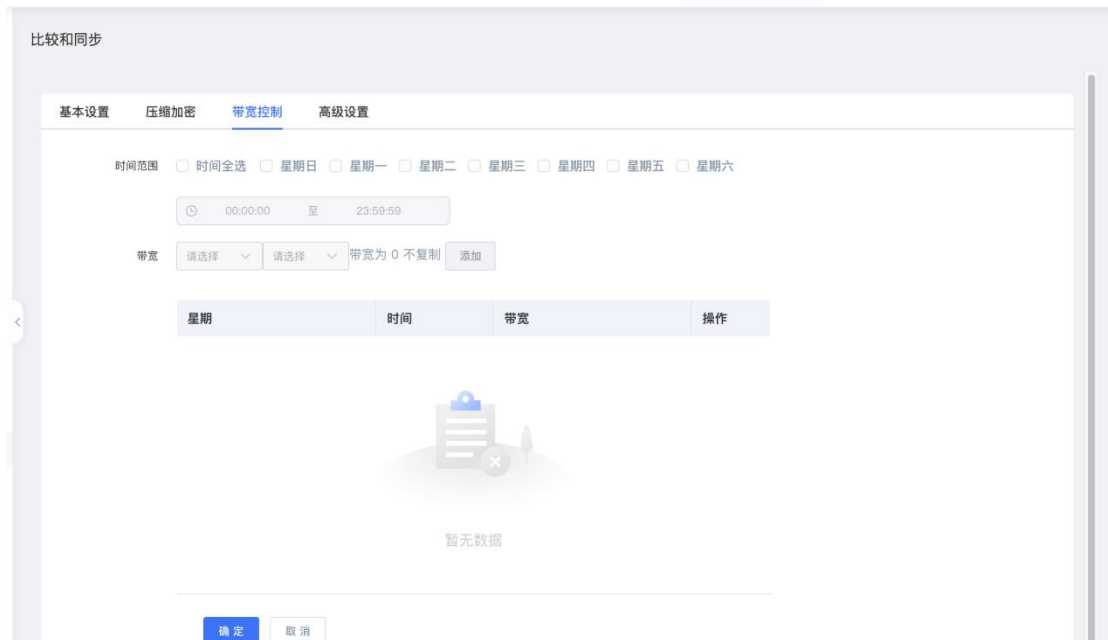 比较和同步
基本设置 压缩加密 带宽控制 高级设置
时间范围 时间全选 星期日 星期一 星期二 星期三 星期四 星期五 星期六
00:00:00 至 23:59:59
带宽 请选择 请选择 带宽为 0 不复制 添加
星期 时间 带宽 操作
暂无数据
确定 取消